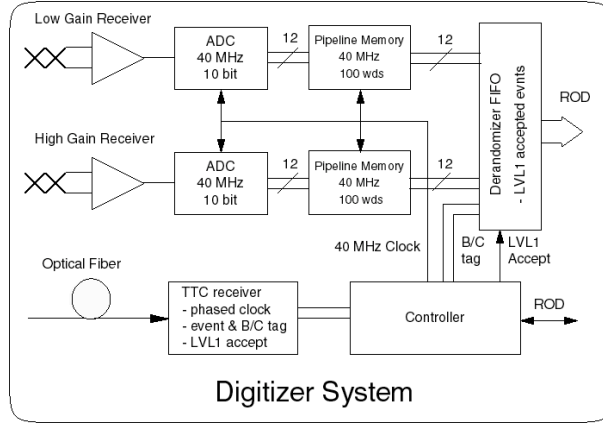 Low Gain Receiver
ADC
40 MHz
10 bit
12
Pipeline Memory
40 MHz
100 wds
12
Derandomizer FIFO
- LVL1 accepted evnts
ROD
High Gain Receiver
ADC
40 MHz
10 bit
12
Pipeline Memory
40 MHz
100 wds
12
40 MHz Clock
B/C
tag
LVL1
Accept
Optical Fiber
TTC receiver
- phased clock
- event & B/C tag
- LVL1 accept
Controller
ROD
Digitizer System